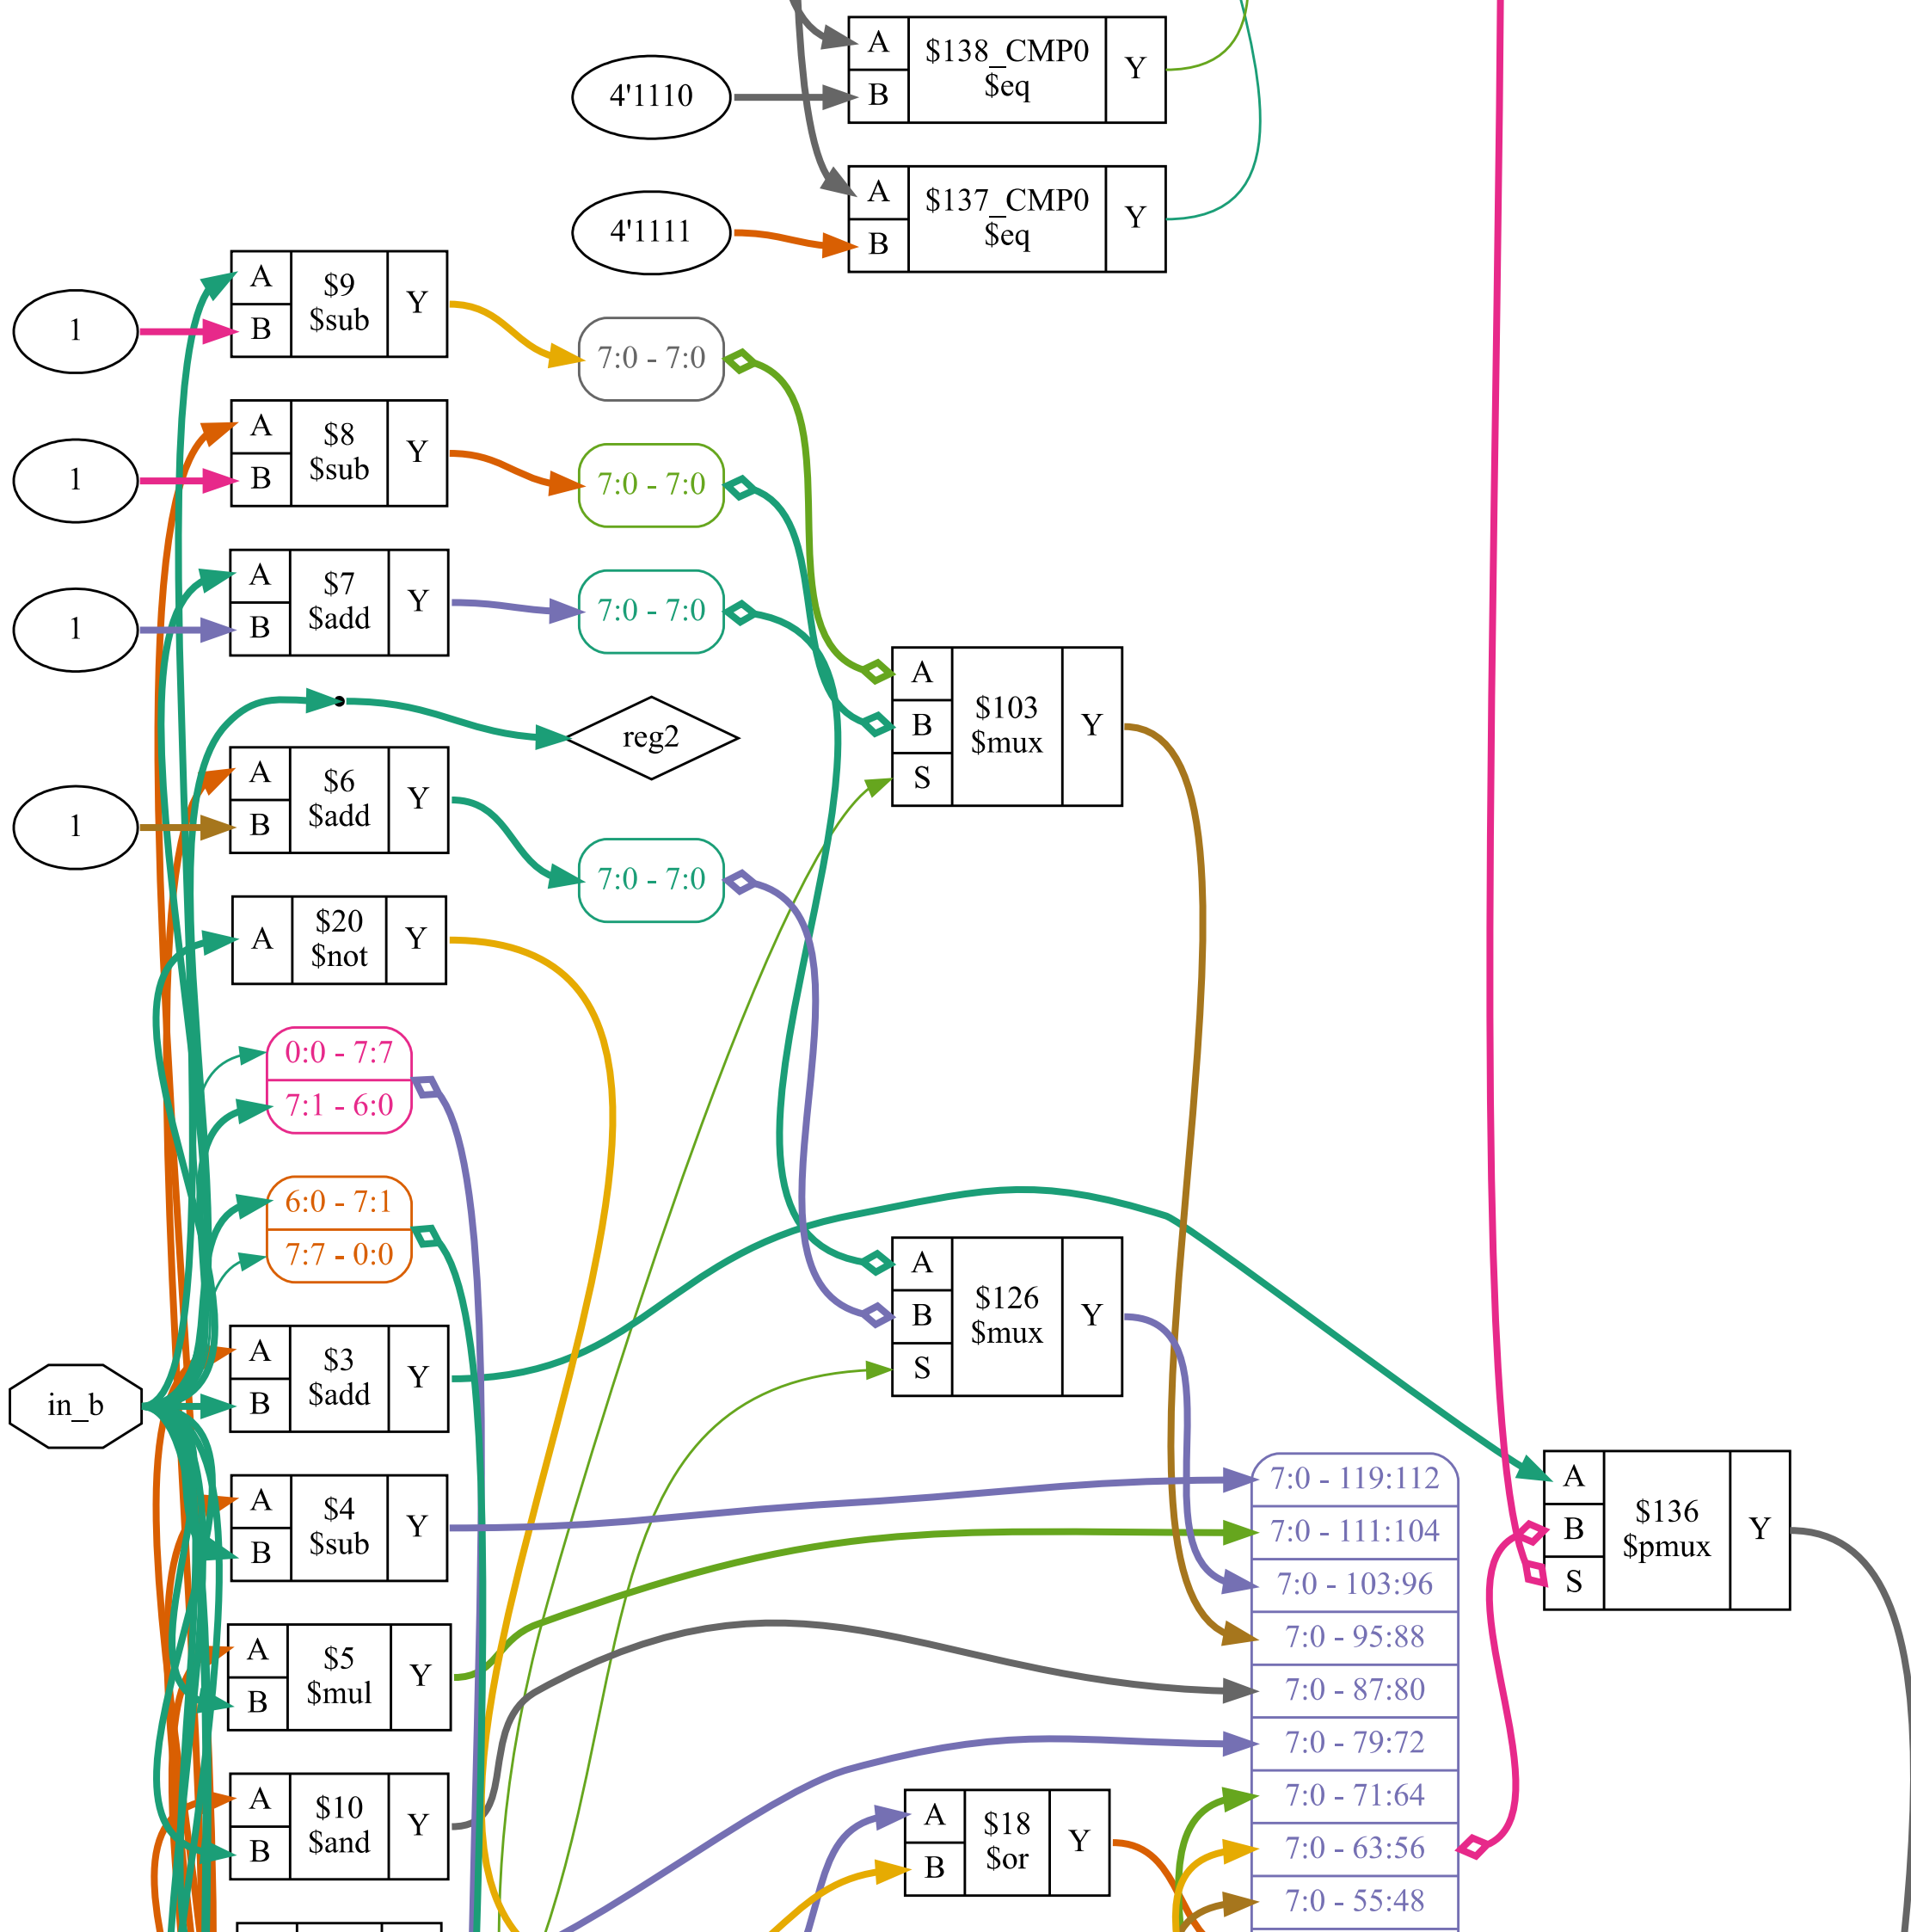 A
$138_CMP0
$eq
B
Y
4'1110
A
$137_CMP0
$eq
B
Y
4'1111
A
$9
$sub
B
Y
1
7:0 - 7:0
A
$8
$sub
B
Y
1
7:0 - 7:0
A
$7
$add
B
Y
1
7:0 - 7:0
A
B
S
$103
$mux
Y
reg2
A
$6
$add
B
Y
1
7:0 - 7:0
A
$20
$not
Y
0:0 - 7:7
7:1 - 6:0
6:0 - 7:1
7:7 - 0:0
A
B
S
$126
$mux
Y
in_b
A
$3
$add
B
Y
A
$4
$sub
B
Y
A
$5
$mul
B
Y
A
$10
$and
B
Y
A
$18
$or
B
Y
7:0 - 119:112
7:0 - 111:104
7:0 - 103:96
7:0 - 95:88
7:0 - 87:80
7:0 - 79:72
7:0 - 71:64
7:0 - 63:56
7:0 - 55:48
A
B
S
$136
$pmux
Y